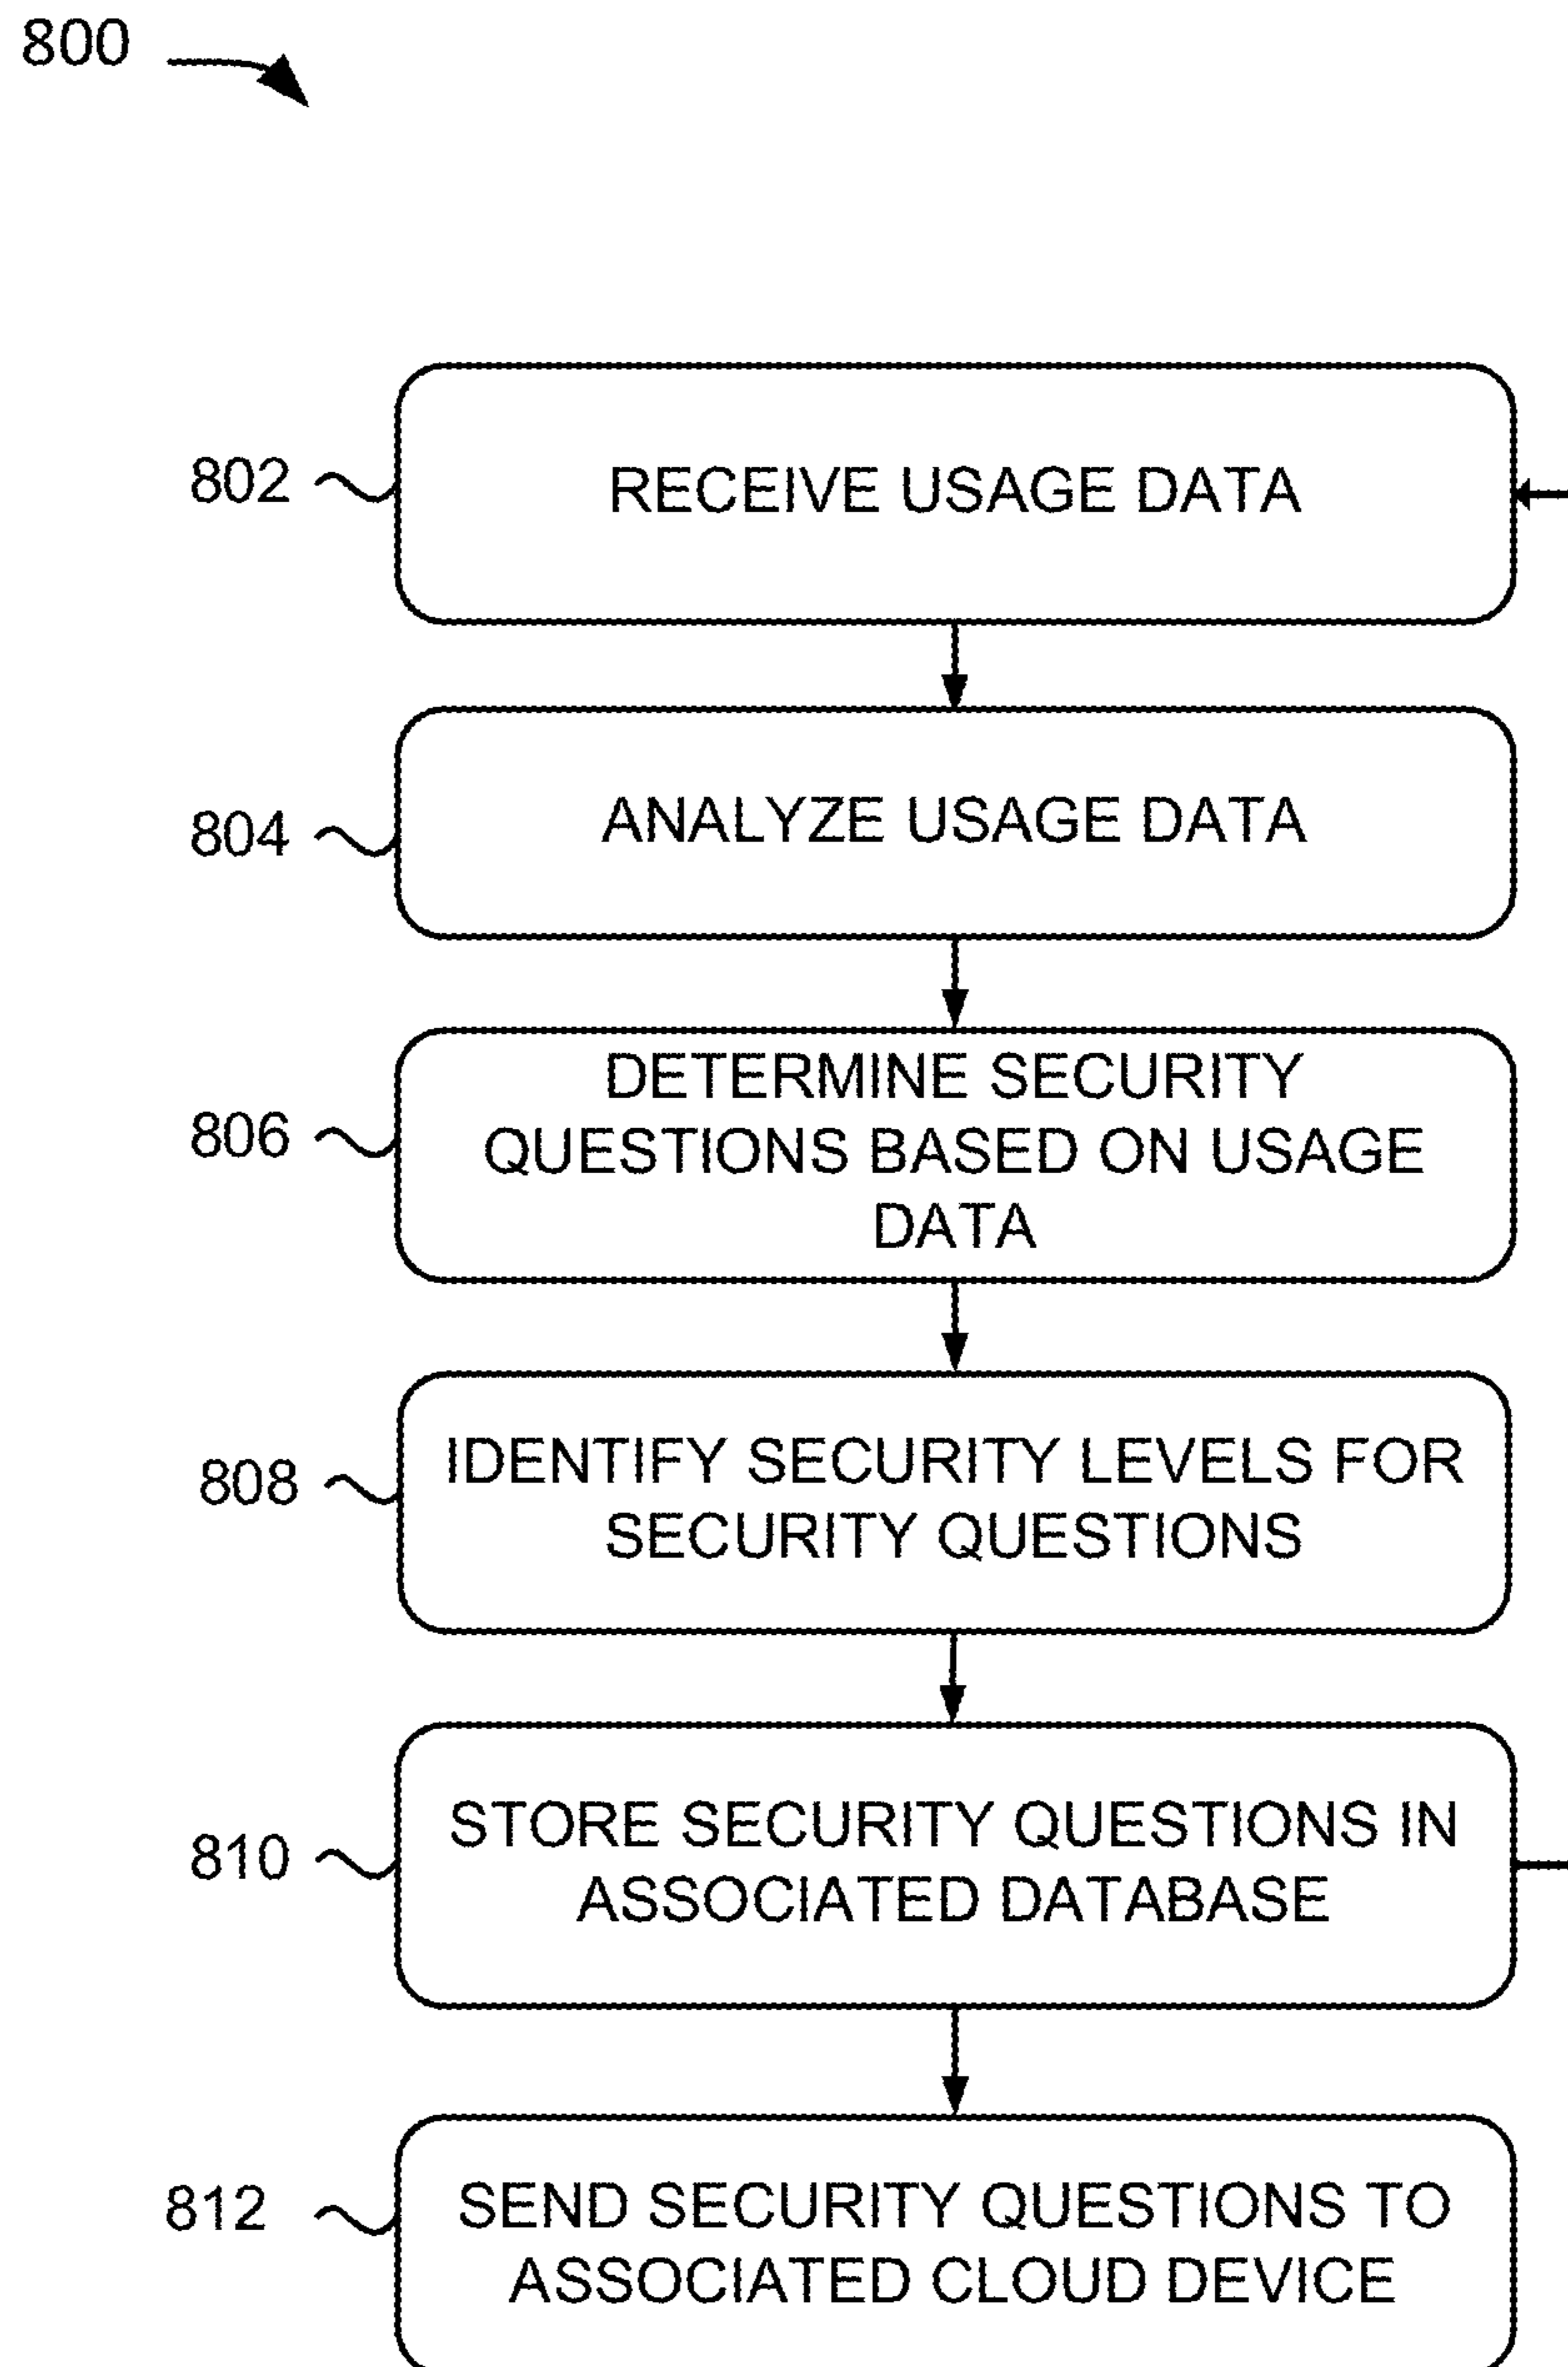 800
802
RECEIVE USAGE DATA
804
ANALYZE USAGE DATA
806
DETERMINE SECURITY
QUESTIONS BASED ON USAGE
DATA
808
IDENTIFY SECURITY LEVELS FOR
SECURITY QUESTIONS
810
STORE SECURITY QUESTIONS IN
ASSOCIATED DATABASE
812
SEND SECURITY QUESTIONS TO
ASSOCIATED CLOUD DEVICE